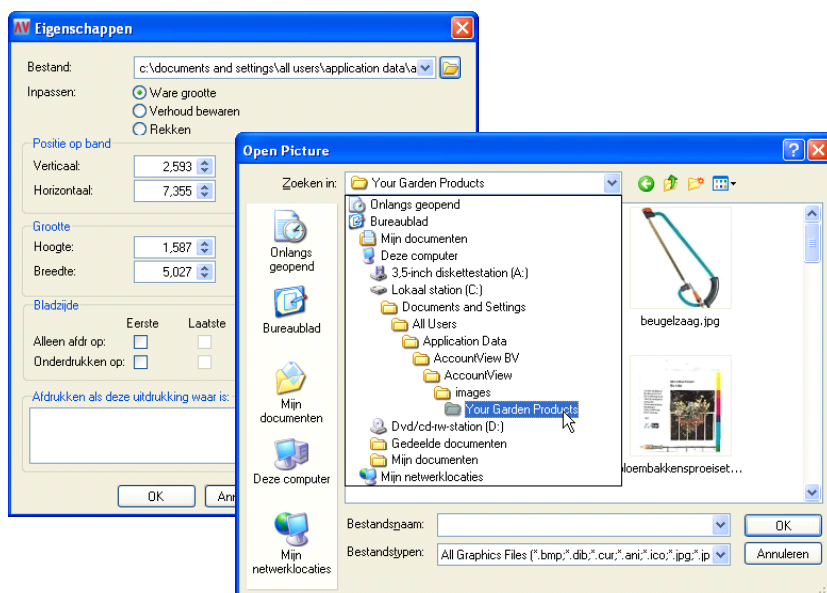 Eigenschappen
Bestand: c:\documents and settings\all users\application data\a
Inpassen: Ware grootte
Verhoud bewaren
Rekken
Positie op band
Verticaal: 2,593
Horizontaal: 7,355
Grootte
Hoogte: 1,587
Breedte: 5,027
Bladzijde
Eerste Laatste
Alleen afdr op:
Onderdrukken op:
Afdrukken als deze uitdrukking waar is:
OK Ann
Open Picture
Zoeken in: Your Garden Products
Onlangs geopend
Bureaublad
Mijn documenten
Deze computer
3,5-inch diskettestation (A:)
Lokaal station (C:)
Documents and Settings
All Users
Application Data
AccountView BV
AccountView
images
Your Garden Products
Dvd/cd-rw-station (D:)
Gedeelde documenten
Mijn documenten
Mijn netwerklocaties
Onlangs
geopend
Bureaublad
Mijn
documenten
Deze computer
Mijn
netwerklocaties
beugelzaag.jpg
bloembakkensproeiset...
Bestandsnaam:
OK
Bestandstypen: All Graphics Files (*.bmp;*.dib;*.cur;*.ani;*.ico;*.jpg;*.jp
Annuleren